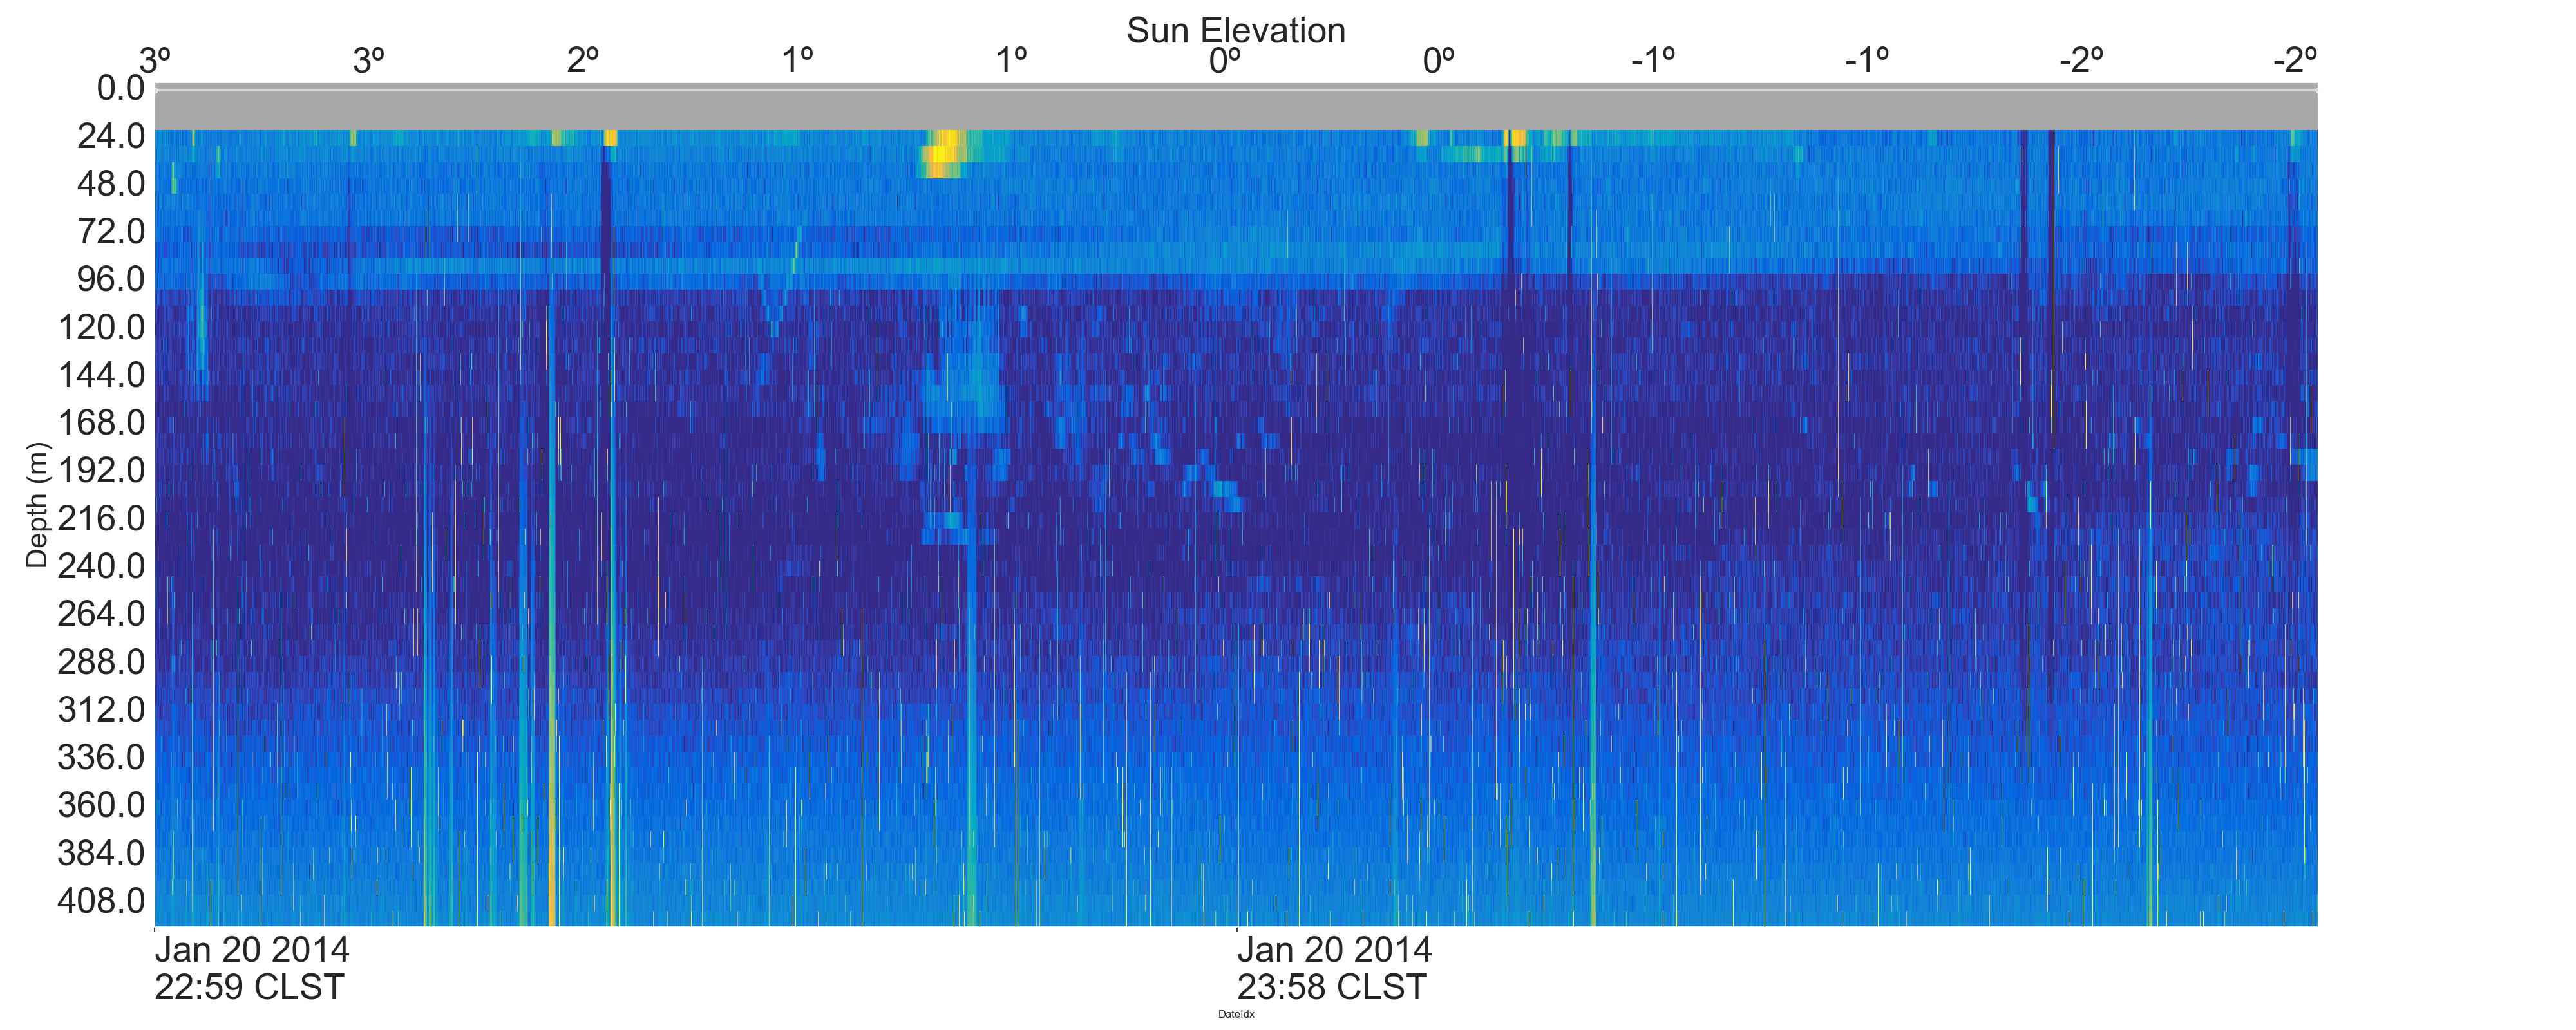 Sun Elevation
3º 3º 2º 1º 1º 0º 0º -1º -1º -2º -2º
0.0
24.0
48.0
72.0
96.0
120.0
144.0
168.0
192.0
216.0
240.0
264.0
288.0
312.0
336.0
360.0
384.0
408.0
Depth (m)
Jan 20 2014
22:59 CLST
Jan 20 2014
23:58 CLST
DateIdx